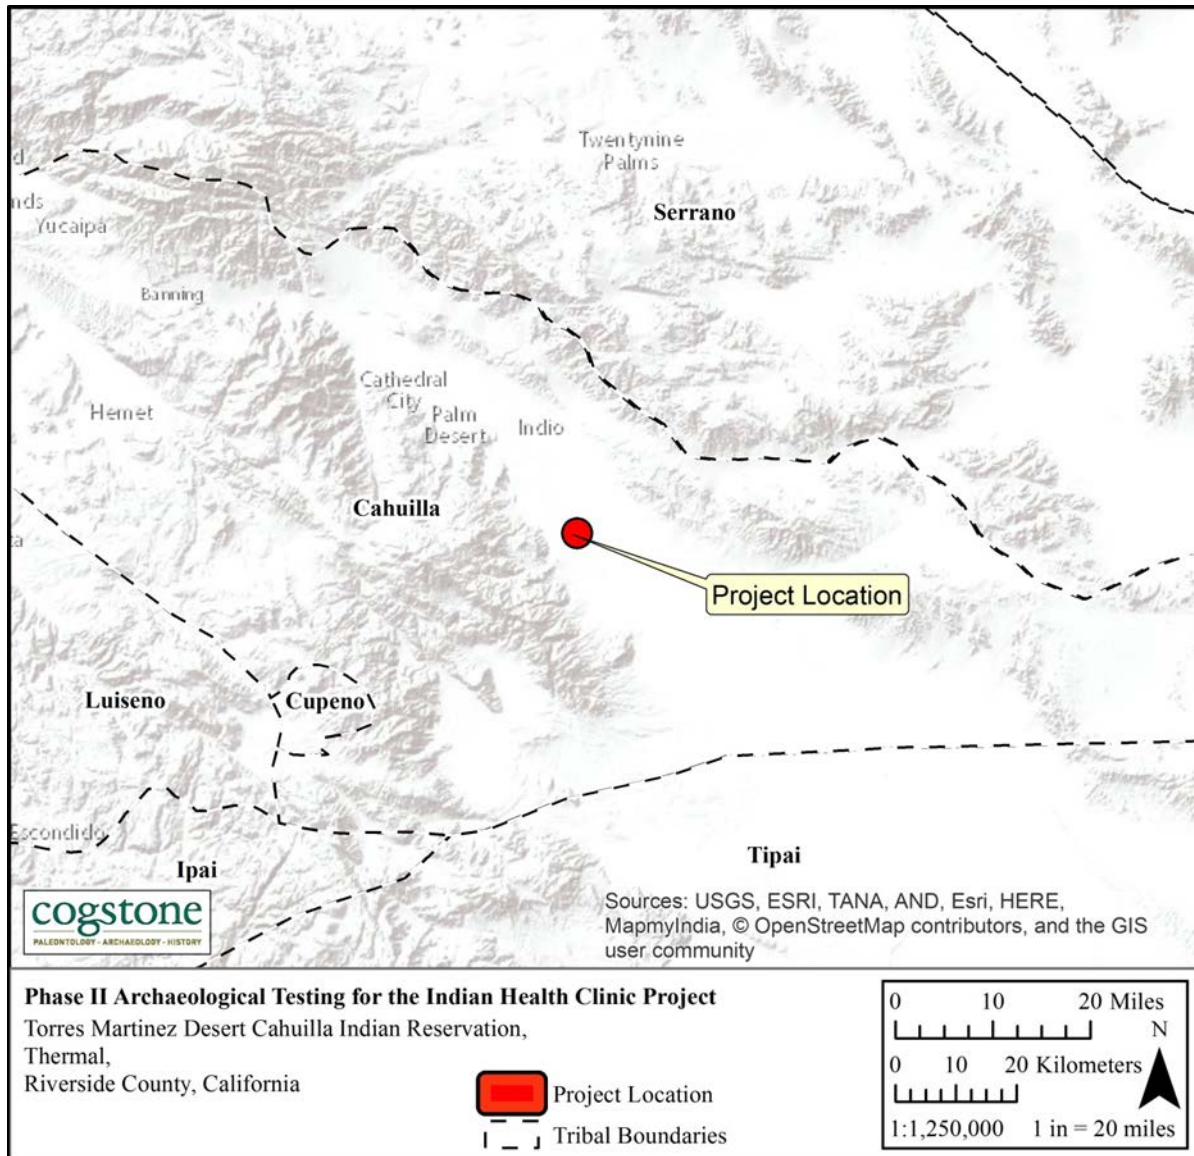 Twentynine
Palms
Serrano
d
nds
Yucaipa
Banning
Cathedral
City
Palm
Desert
Indio
Hemet
Cahuilla
ta
Project Location
Luiseno
Cupeno
Escondido
Ipai
Tipai
cogstone
PALEONTOLOGY - ARCHAEOLOGY - HISTORY
Sources: USGS, ESRI, TANA, AND, Esri, HERE,
MapmyIndia, © OpenStreetMap contributors, and the GIS
user community
Phase II Archaeological Testing for the Indian Health Clinic Project
Torres Martinez Desert Cahuilla Indian Reservation,
Thermal,
Riverside County, California
Project Location
Tribal Boundaries
0 10 20 Miles
N
0 10 20 Kilometers
1:1,250,000 1 in = 20 miles